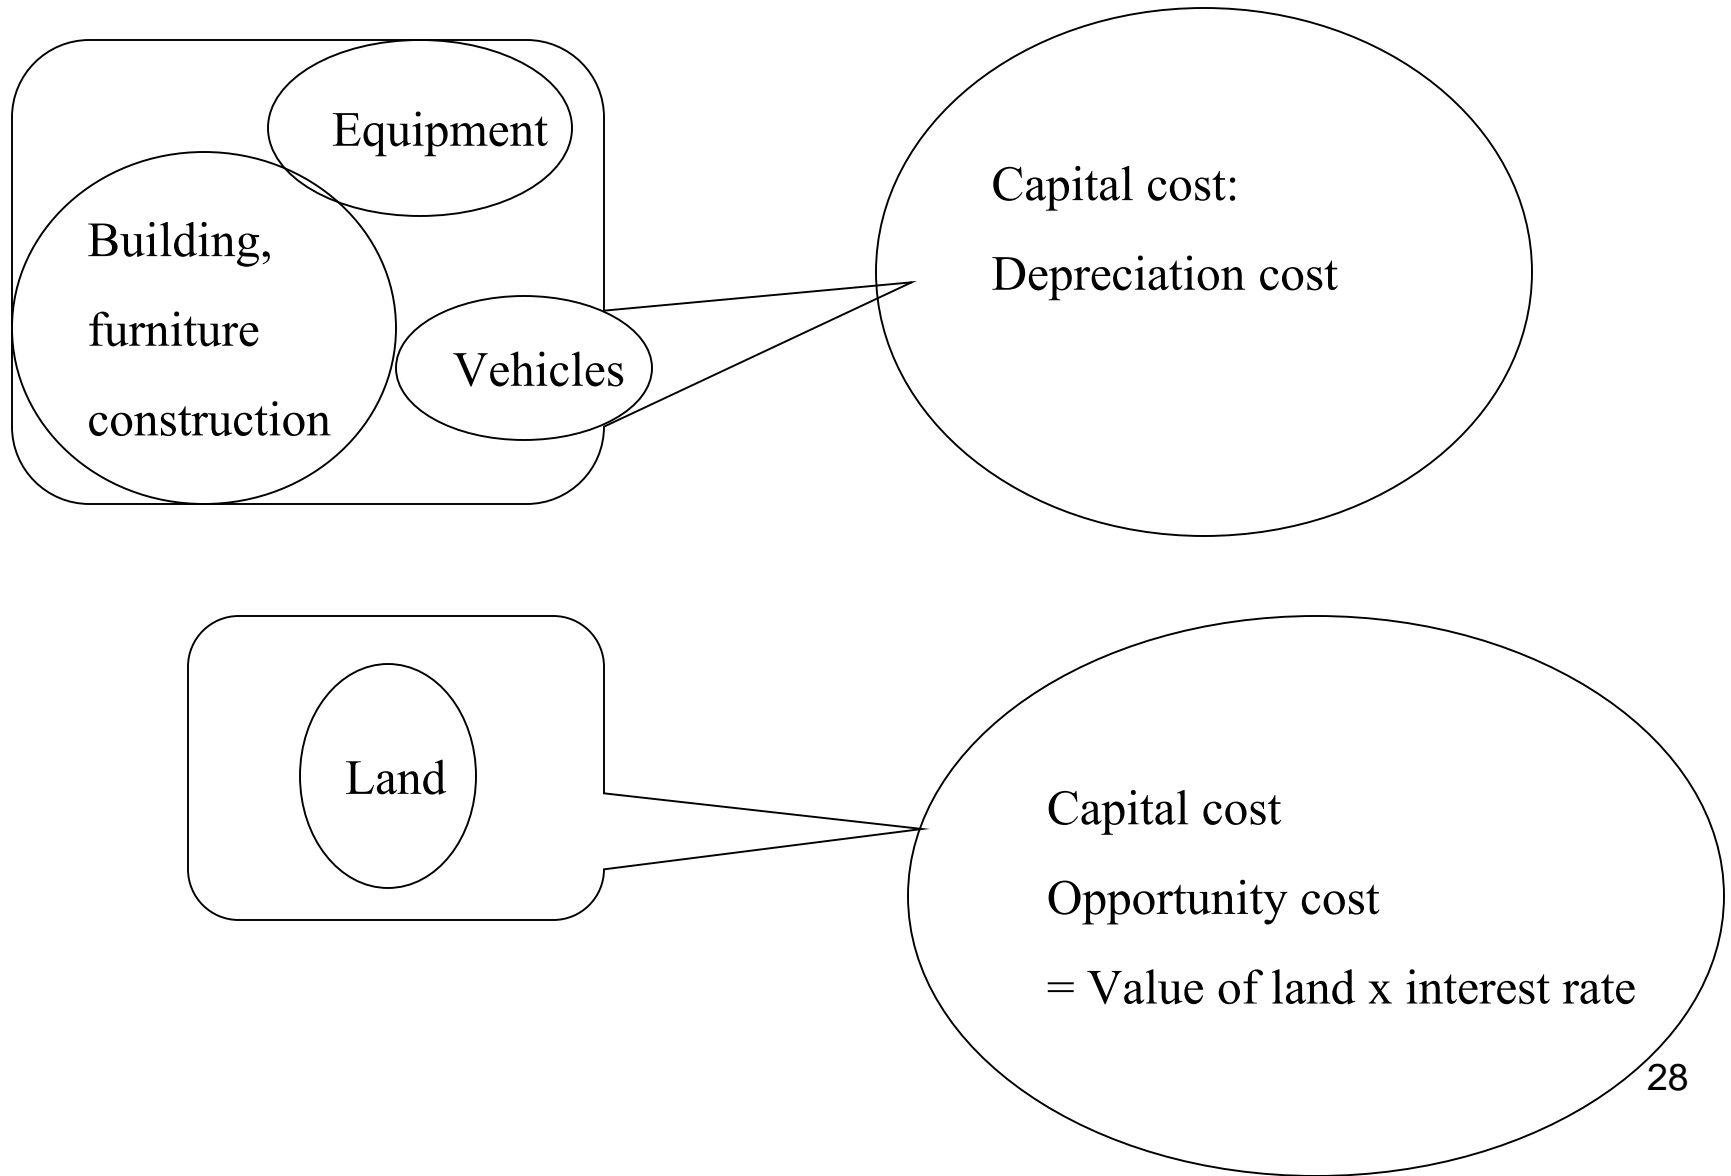 Equipment
Building,
furniture
construction
Vehicles
Capital cost:
Depreciation cost
Land
Capital cost
Opportunity cost
= Value of land x interest rate
28